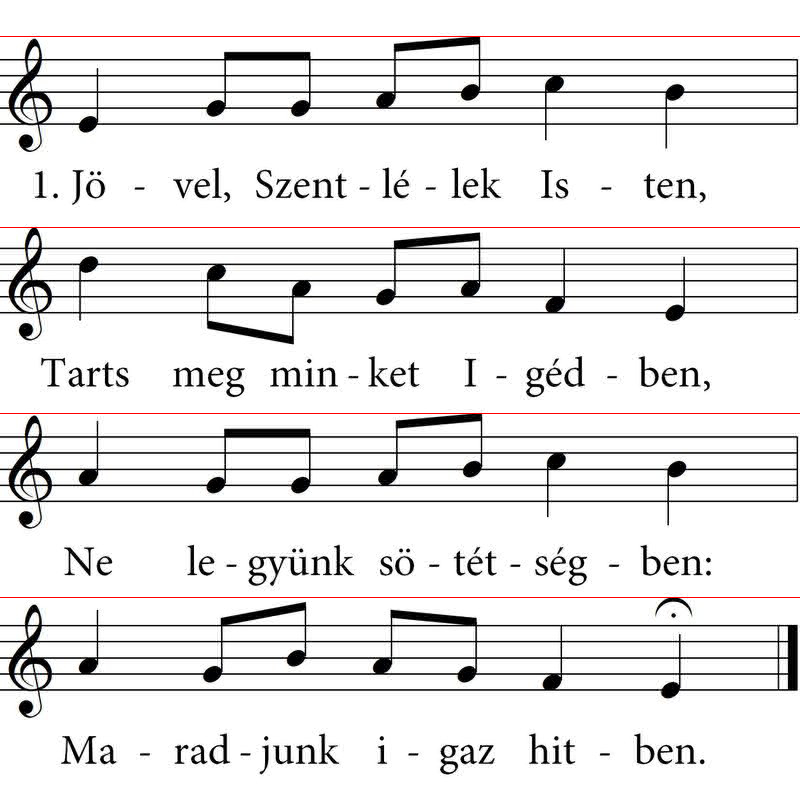 1. Jö - vel, Szent - lé - lek Is - ten,
Tarts meg min - ket I - géd - ben,
Ne le - gyünk sö - tét - ség - ben:
Ma - rad - junk i - gaz hit - ben.